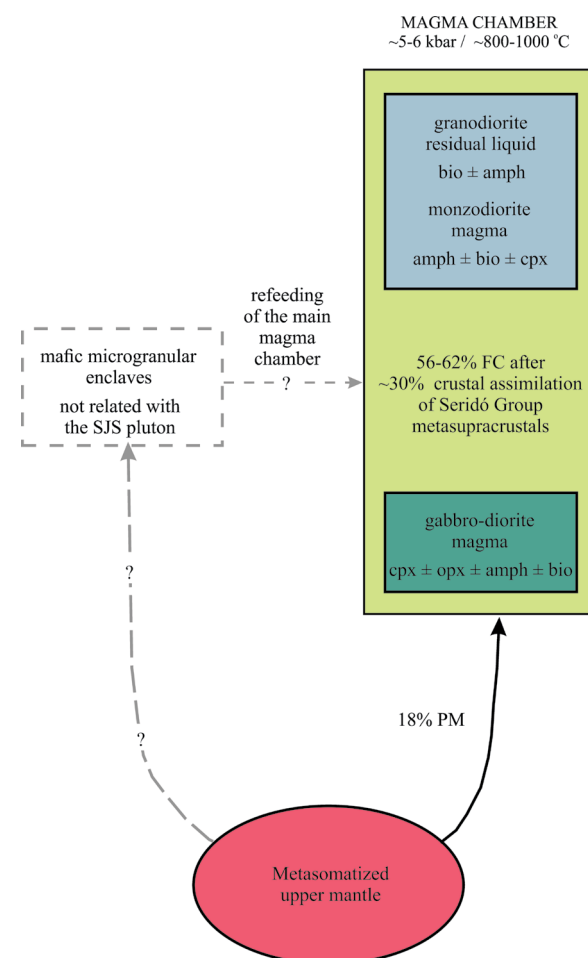 MAGMA CHAMBER
~5-6 kbar / ~800-1000 °C
granodiorite
residual liquid
bio ± amph
monzodiorite
magma
amph ± bio ± cpx
refeeding
of the main
magma
chamber
?
mafic microgranular
enclaves
not related with
the SJS pluton
56-62% FC after
~30% crustal assimilation
of Seridó Group
metasupracrustals
gabbro-diorite
magma
cpx ± opx ± amph ± bio
?
18% PM
?
Metasomatized
upper mantle